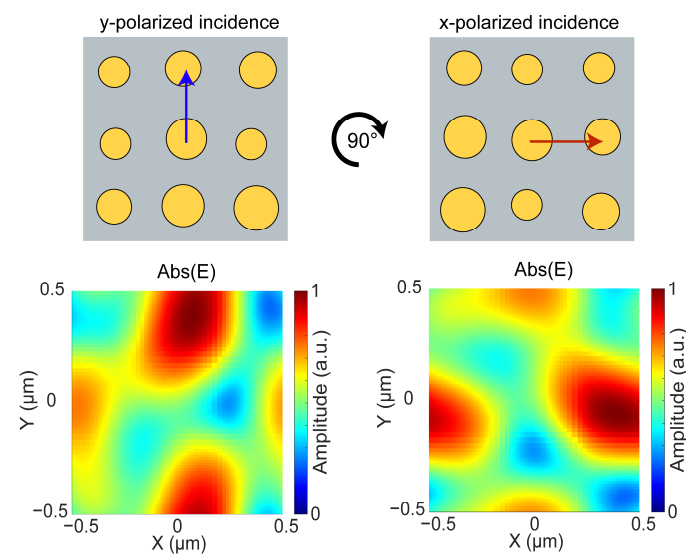 y-polarized incidence
x-polarized incidence
90°
Abs(E)
Abs(E)
0.5
0
−0.5
Y (μm)
−0.5
0
0.5
X (μm)
1
0
Amplitude (a.u.)
0.5
0
−0.5
Y (μm)
−0.5
0
0.5
X (μm)
1
0
Amplitude (a.u.)